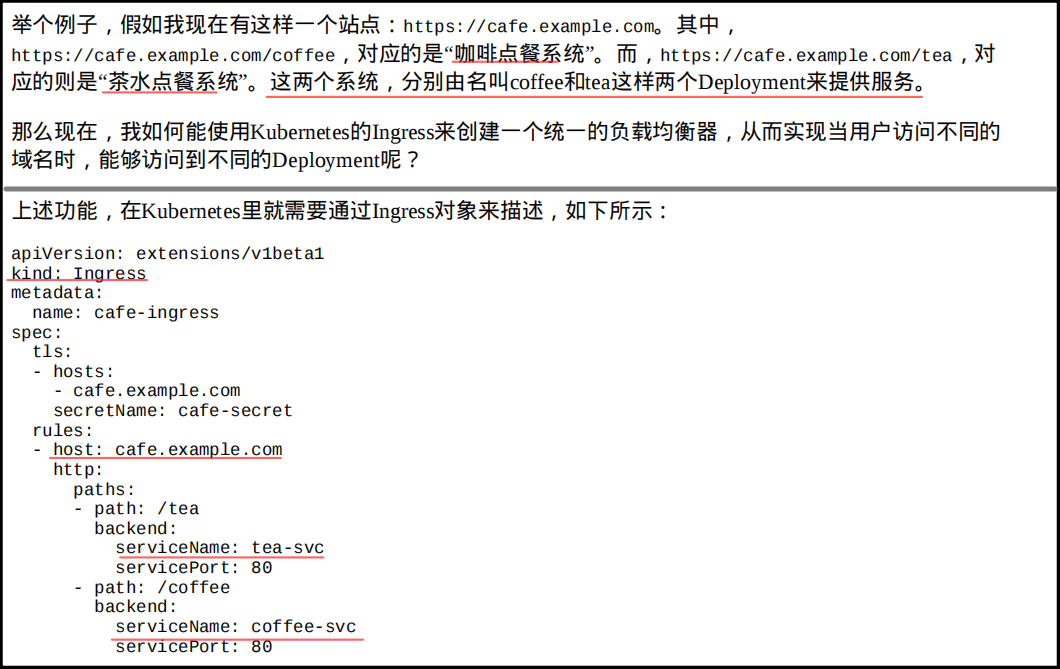 举个例子，假如我现在有这样一个站点：https://cafe.example.com。其中，
https://cafe.example.com/coffee，对应的是“咖啡点餐系统”。而，https://cafe.example.com/tea，对
应的则是“茶水点餐系统”。这两个系统，分别由名叫coffee和tea这样两个Deployment来提供服务。
那么现在，我如何能使用Kubernetes的Ingress来创建一个统一的负载均衡器，从而实现当用户访问不同的
域名时，能够访问到不同的Deployment呢？
上述功能，在Kubernetes里就需要通过Ingress对象来描述，如下所示：
apiVersion: extensions/v1beta1
kind: Ingress
metadata:
  name: cafe-ingress
spec:
  tls:
  - hosts:
    - cafe.example.com
    secretName: cafe-secret
  rules:
  - host: cafe.example.com
    http:
      paths:
      - path: /tea
        backend:
          serviceName: tea-svc
          servicePort: 80
      - path: /coffee
        backend:
          serviceName: coffee-svc
          servicePort: 80